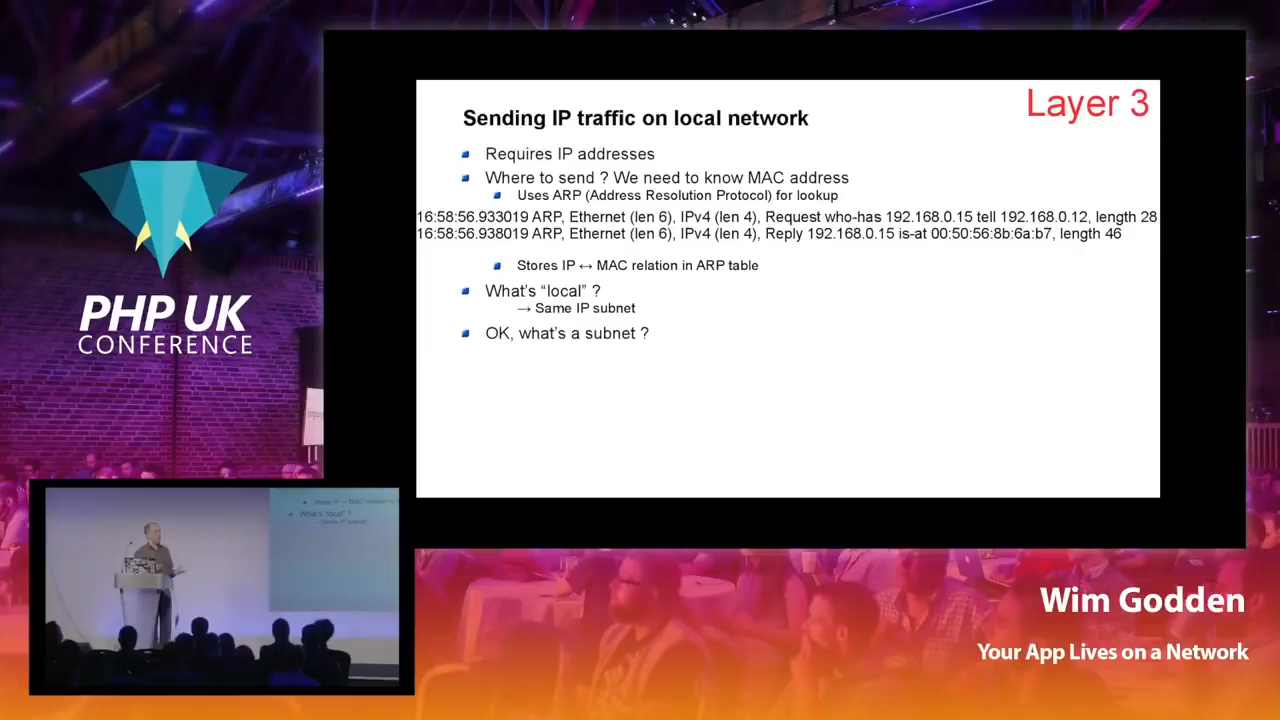 Layer 3
Sending IP traffic on local network
Requires IP addresses
Where to send ? We need to know MAC address
Uses ARP (Address Resolution Protocol) for lookup
16:58:56.933019 ARP, Ethernet (len 6), IPv4 (len 4), Request who-has 192.168.0.15 tell 192.168.0.12, length 28
16:58:56.938019 ARP, Ethernet (len 6), IPv4 (len 4), Reply 192.168.0.15 is-at 00:50:56:8b:6a:b7, length 46
Stores IP ↔ MAC relation in ARP table
What's “local” ?
→ Same IP subnet
OK, what's a subnet ?
PHP UK
CONFERENCE
What's "local" ?
Wim Godden
Your App Lives on a Network